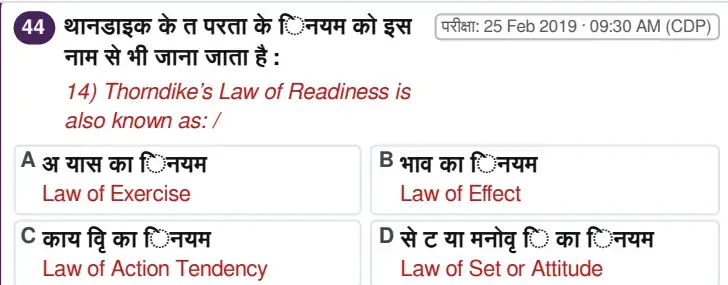 44 थानडाइक के त परता के िनयम को इस
परीक्षा: 25 Feb 2019 · 09:30 AM (CDP)
नाम से भी जाना जाता है :
14) Thorndike's Law of Readiness is
also known as: /
A अ यास का िनयम
Law of Exercise
B भाव का िनयम
Law of Effect
C काय वृि का िनयम
Law of Action Tendency
D से ट या मनोवृ ि का िनयम
Law of Set or Attitude